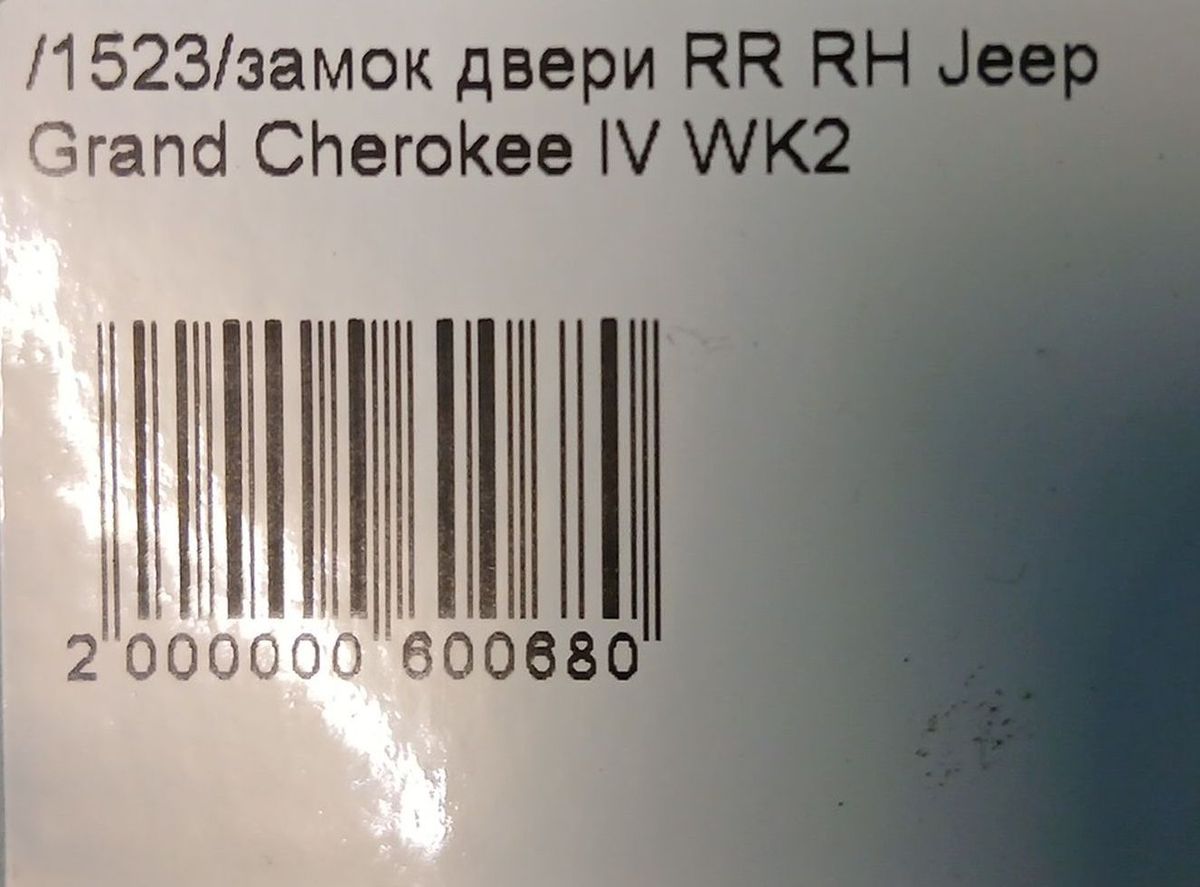 /1523/замок двери RR RH Jeep
Grand Cherokee IV WK2
2 000000 600680